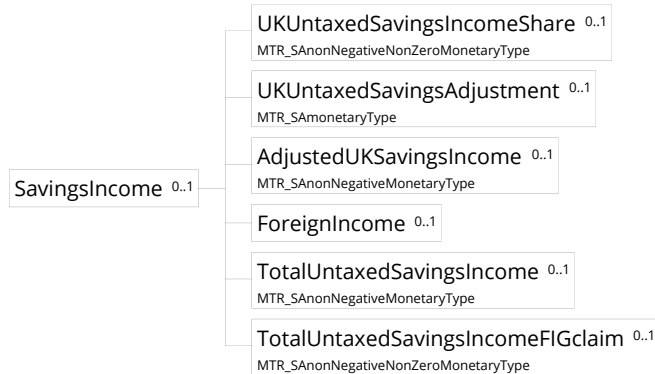 UKUntaxedSavingsIncomeShare 0..1
MTR_SAnonNegativeNonZeroMonetaryType
UKUntaxedSavingsAdjustment 0..1
MTR_SAmonetaryType
AdjustedUKSavingsIncome 0..1
MTR_SAnonNegativeMonetaryType
SavingsIncome 0..1
ForeignIncome 0..1
TotalUntaxedSavingsIncome 0..1
MTR_SAnonNegativeMonetaryType
TotalUntaxedSavingsIncomeFIGclaim 0..1
MTR_SAnonNegativeNonZeroMonetaryType